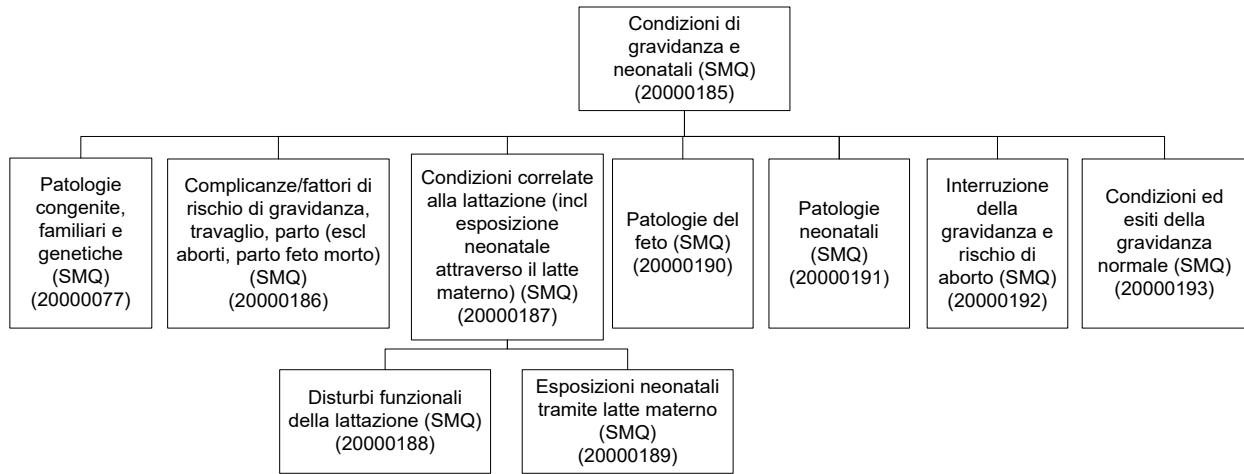 Condizioni di
gravidanza e
neonatali (SMQ)
(20000185)
Patologie
congenite,
familiari e
genetiche
(SMQ)
(20000077)
Complicanze/fattori di
rischio di gravidanza,
travaglio, parto (escl
aborti, parto feto morto)
(SMQ)
(20000186)
Condizioni correlate
alla lattazione (incl
esposizione
neonatale
attraverso il latte
materno) (SMQ)
(20000187)
Patologie del
feto (SMQ)
(20000190)
Patologie
neonatali
(SMQ)
(20000191)
Interruzione
della
gravidanza e
rischio di
aborto (SMQ)
(20000192)
Condizioni ed
esiti della
gravidanza
normale (SMQ)
(20000193)
Disturbi funzionali
della lattazione (SMQ)
(20000188)
Esposizioni neonatali
tramite latte materno
(SMQ)
(20000189)